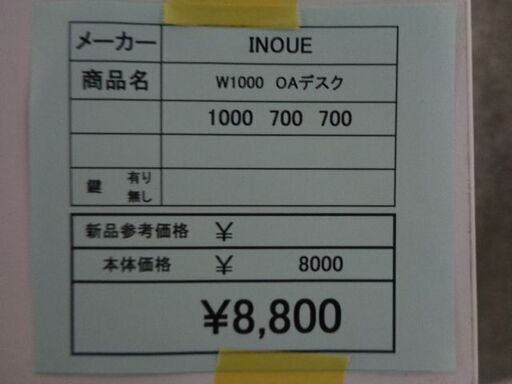 メーカー INOUE
商品名 W1000 OAデスク
1000 700 700
鍵 有り
無し
新品参考価格 ¥
本体価格 ¥ 8000
¥8,800